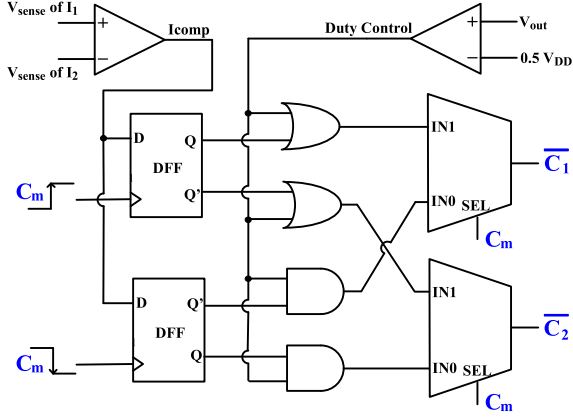 Vsense of I1
+
Icomp
Vsense of I2
−
Duty Control
+
Vout
−
0.5 VDD
D
Q
DFF
Q'
Cm
IN1
IN0
SEL
C1
Cm
D
Q'
DFF
Q
Cm
IN1
IN0
SEL
C2
Cm